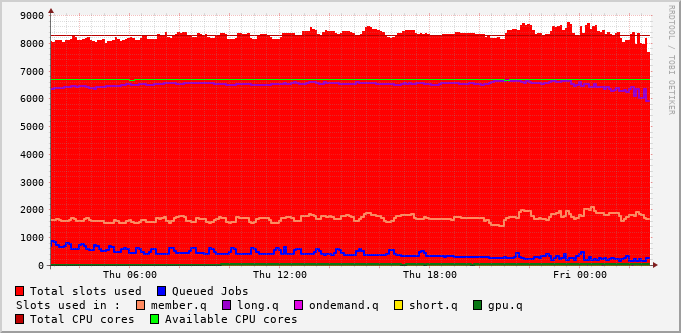 RRDTOOL / TOBI OETIKER
9000
8000
7000
6000
5000
4000
3000
2000
1000
0
Thu 06:00 Thu 12:00 Thu 18:00 Fri 00:00
Total slots used Queued Jobs
Slots used in : member.q long.q ondemand.q short.q gpu.q
Total CPU cores Available CPU cores